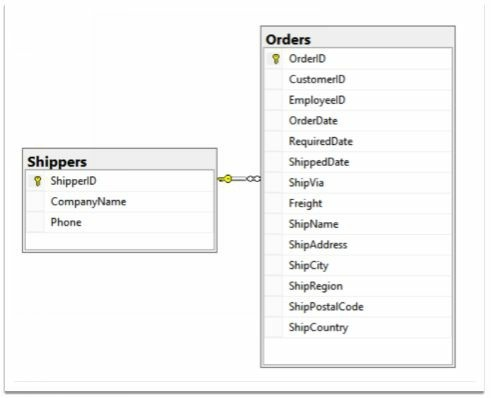 Orders
OrderID
CustomerID
EmployeeID
OrderDate
RequiredDate
ShippedDate
ShipVia
Freight
ShipName
ShipAddress
ShipCity
ShipRegion
ShipPostalCode
ShipCountry
Shippers
ShipperID
CompanyName
Phone